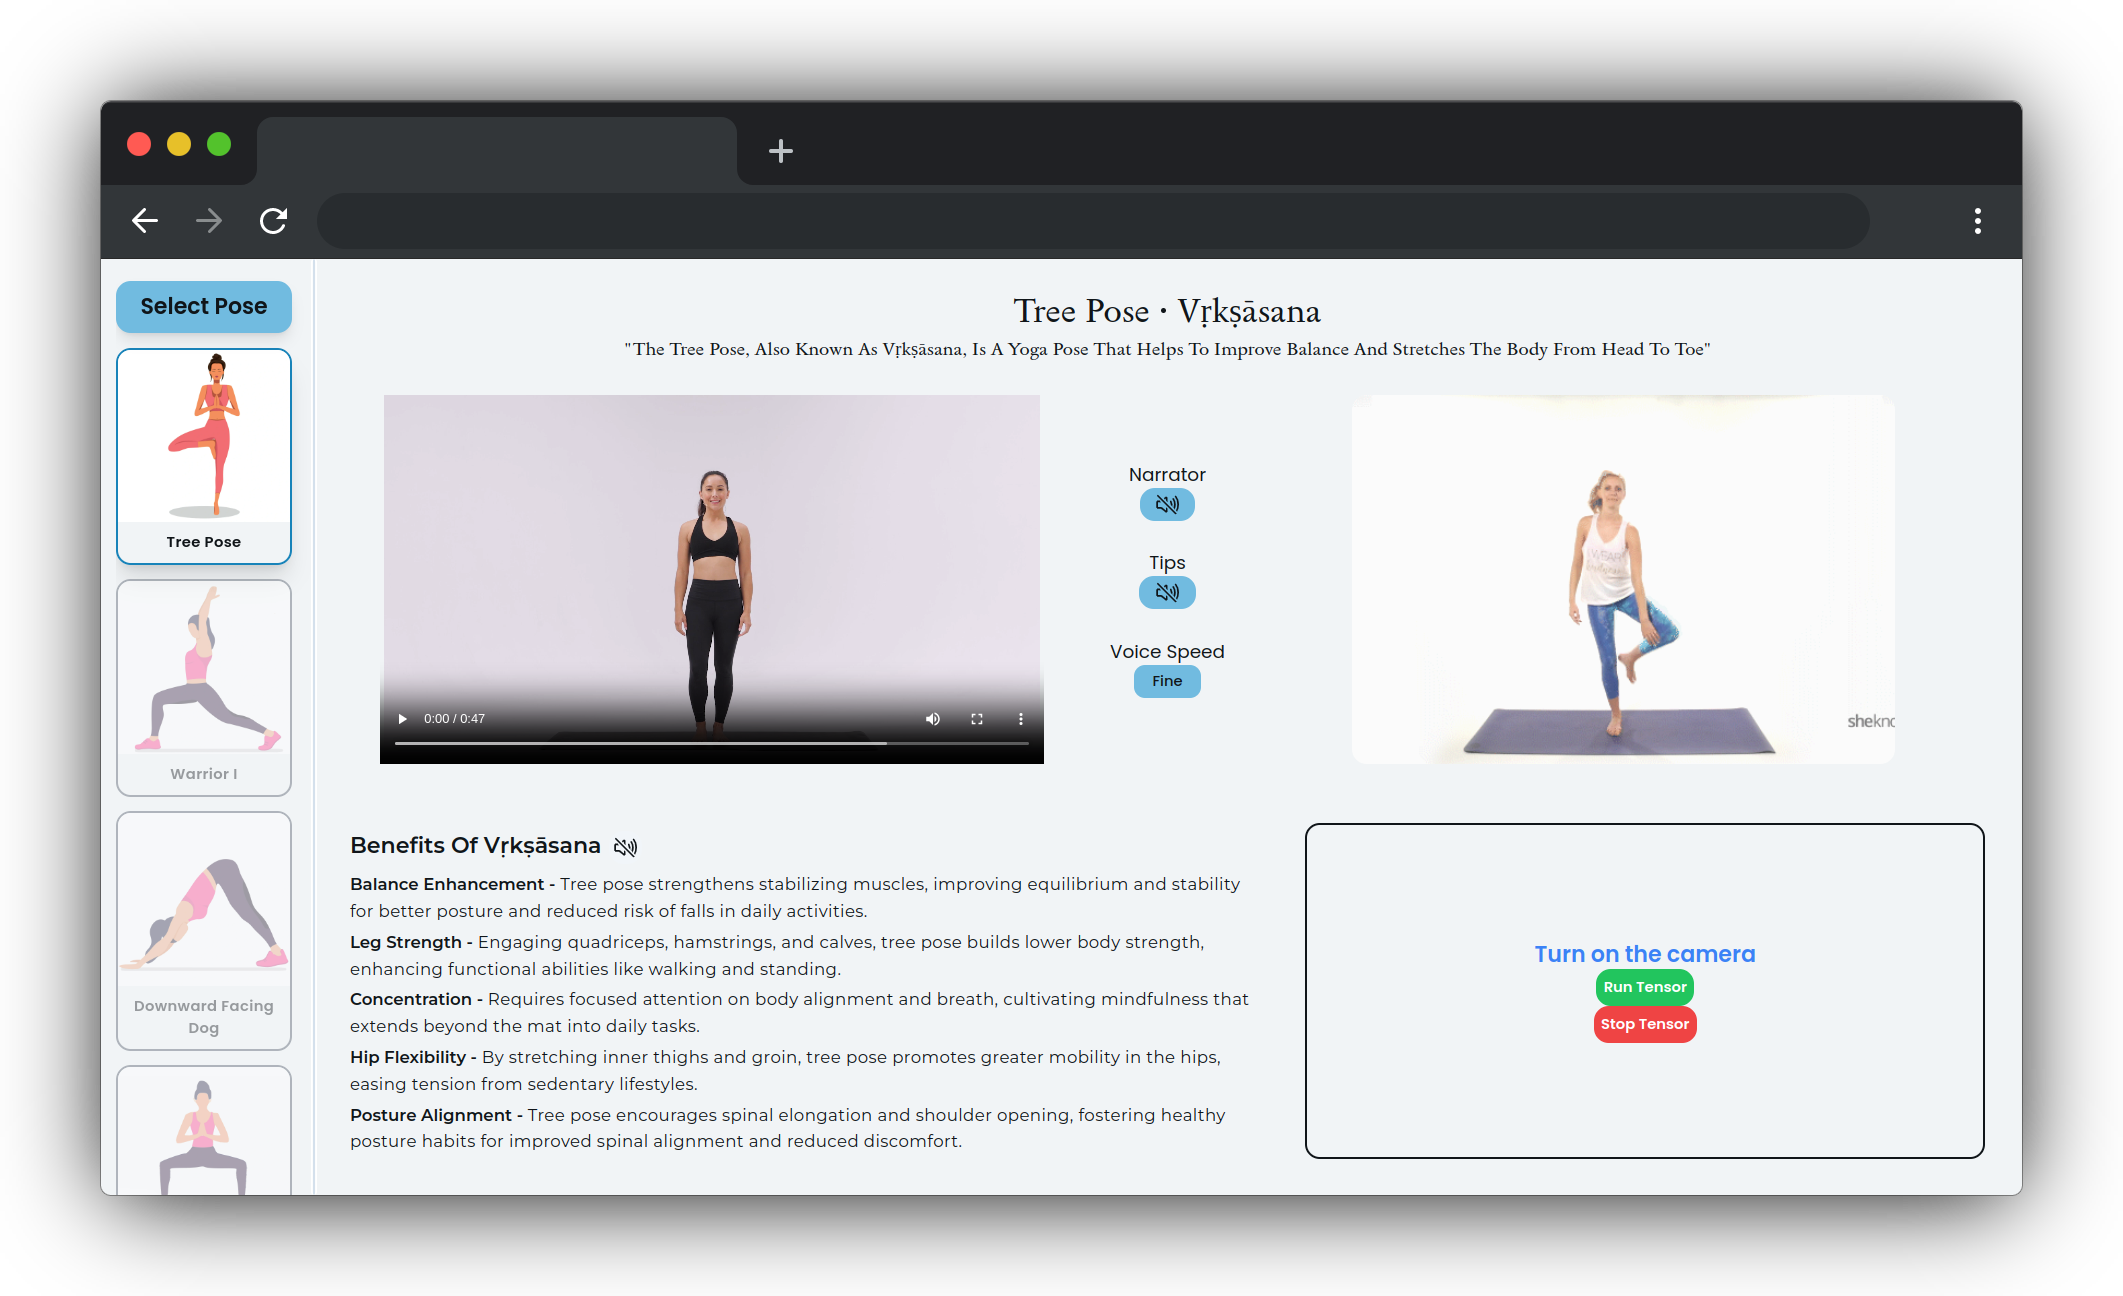 Select Pose
Tree Pose
Warrior I
Downward Facing
Dog
Tree Pose · Vṛkṣāsana
"The Tree Pose, Also Known As Vṛkṣāsana, Is A Yoga Pose That Helps To Improve Balance And Stretches The Body From Head To Toe"
0:00 / 0:47
Narrator
Tips
Voice Speed
Fine
shekno
Benefits Of Vṛkṣāsana
Balance Enhancement - Tree pose strengthens stabilizing muscles, improving equilibrium and stability
for better posture and reduced risk of falls in daily activities.
Leg Strength - Engaging quadriceps, hamstrings, and calves, tree pose builds lower body strength,
enhancing functional abilities like walking and standing.
Concentration - Requires focused attention on body alignment and breath, cultivating mindfulness that
extends beyond the mat into daily tasks.
Hip Flexibility - By stretching inner thighs and groin, tree pose promotes greater mobility in the hips,
easing tension from sedentary lifestyles.
Posture Alignment - Tree pose encourages spinal elongation and shoulder opening, fostering healthy
posture habits for improved spinal alignment and reduced discomfort.
Turn on the camera
Run Tensor
Stop Tensor